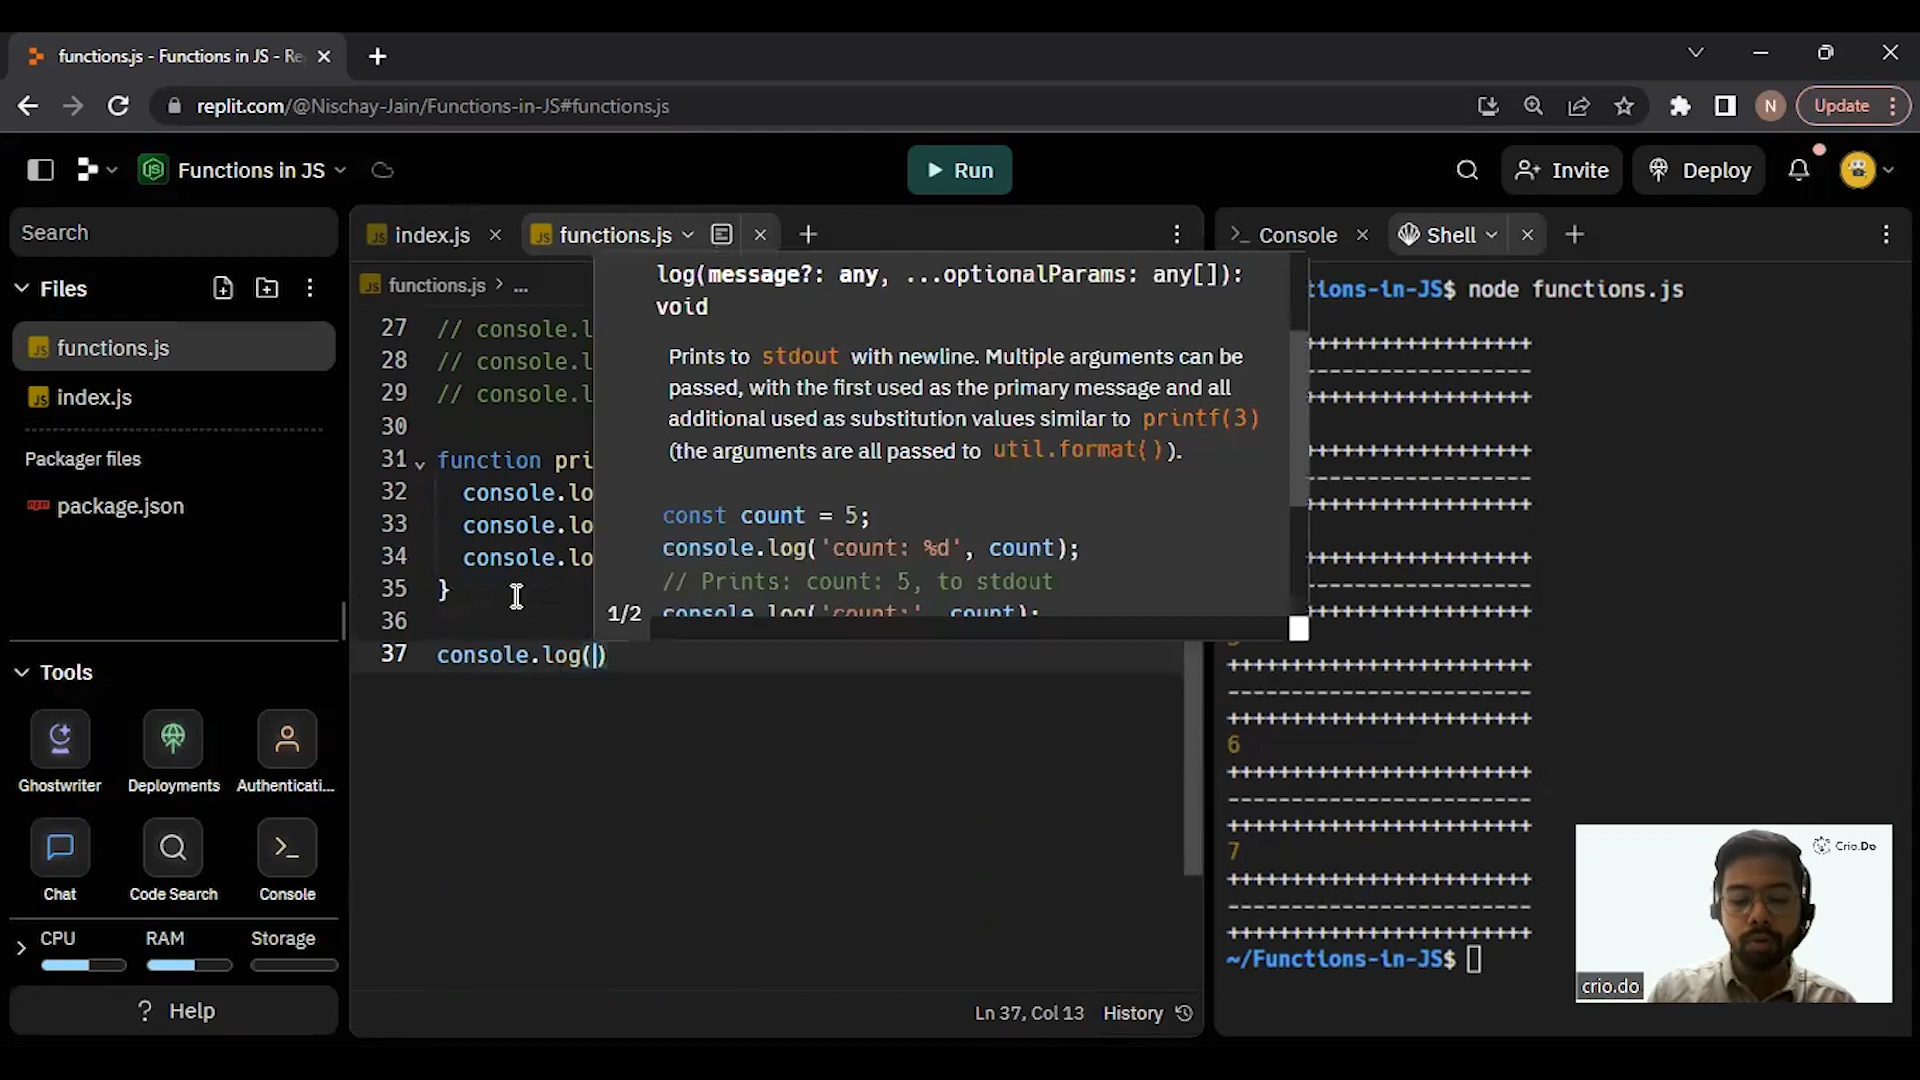 functions.js - Functions in JS - Re
replit.com/@Nischay-Jain/Functions-in-JS#functions.js
N
Update
Functions in JS
Run
Invite
Deploy
Search
Files
functions.js
index.js
Packager files
package.json
Tools
Ghostwriter
Deployments
Authenticati...
Chat
Code Search
Console
CPU
RAM
Storage
? Help
JS index.js
JS functions.js
JS functions.js > ...
27 // console.l
28 // console.l
29 // console.l
30
31 function pri
32 console.lo
33 console.lo
34 console.lo
35 }
36
37 console.log()
log(message?: any, ...optionalParams: any[]):
void
Prints to stdout with newline. Multiple arguments can be
passed, with the first used as the primary message and all
additional used as substitution values similar to printf(3)
(the arguments are all passed to util.format()).
const count = 5;
console.log('count: %d', count);
// Prints: count: 5, to stdout
console.log('count:', count);
1/2
Ln 37, Col 13 History
Console
Shell
tions-in-JS$ node functions.js
+++++++++++++++++++++
---------------------
+++++++++++++++++++++
+++++++++++++++++++++
---------------------
+++++++++++++++++++++
+++++++++++++++++++++
---------------------
+++++++++++++++++++++
++++++++++++++++++++++++
------------------------
++++++++++++++++++++++++
6
++++++++++++++++++++++++
------------------------
++++++++++++++++++++++++
7
++++++++++++++++++++++++
------------------------
++++++++++++++++++++++++
~/Functions-in-JS$
Crio.Do
crio.do